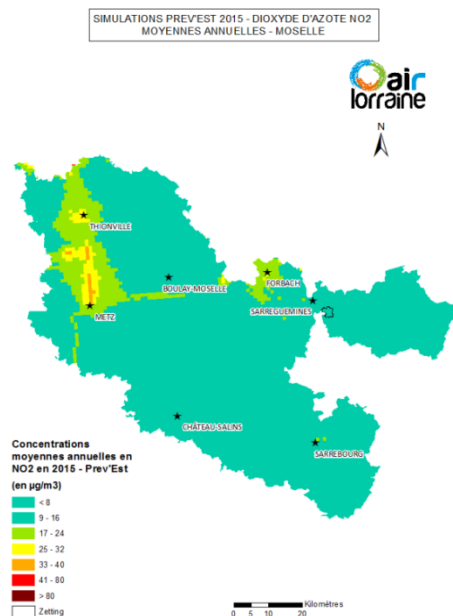 SIMULATIONS PREV'EST 2015 - DIOXYDE D'AZOTE NO2
MOYENNES ANNUELLES - MOSELLE
air
lorraine
N
THIONVILLE
BOULAY-MOSELLE
FORBACH
SARREGUEMINES
METZ
CHÂTEAU-SALINS
SARREBOURG
Concentrations
moyennes annuelles en
NO2 en 2015 - Prev'Est
(en µg/m3)
< 8
9 - 16
17 - 24
25 - 32
33 - 40
41 - 80
> 80
Zetting
Kilomètres
0 5 10 20